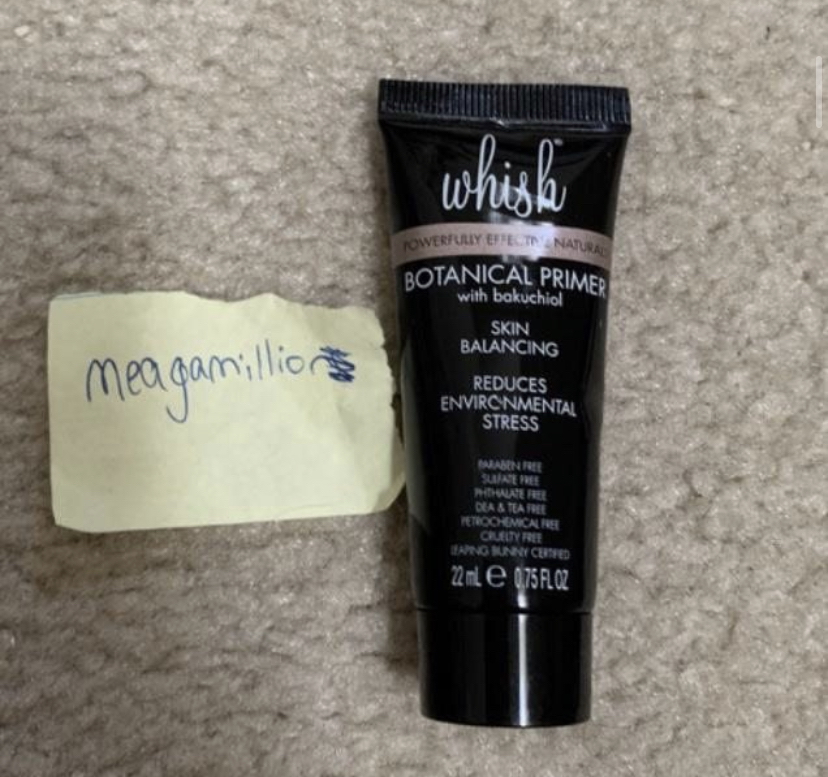 meagamillion
whish
POWERFULLY EFFECTIVE NATURAL
BOTANICAL PRIMER
with bakuchiol
SKIN
BALANCING
REDUCES
ENVIRONMENTAL
STRESS
PARABEN FREE
SULFATE FREE
PHTHALATE FREE
DEA & TEA FREE
PETROCHEMICAL FREE
CRUELTY FREE
LEAPING BUNNY CERTIFIED
22 mL e 0.75 FL OZ